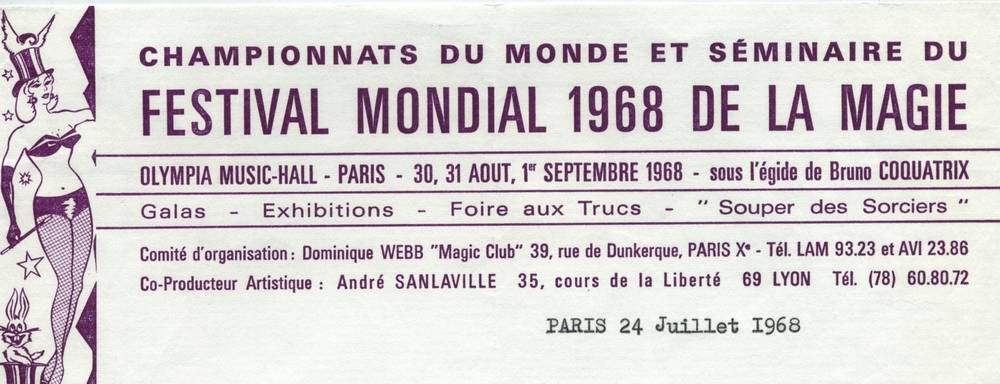 CHAMPIONNATS DU MONDE ET SÉMINAIRE DU
FESTIVAL MONDIAL 1968 DE LA MAGIE
OLYMPIA MUSIC-HALL - PARIS - 30, 31 AOUT, 1er SEPTEMBRE 1968 - sous l'égide de Bruno COQUATRIX
Galas - Exhibitions - Foire aux Trucs - " Souper des Sorciers "
Comité d'organisation : Dominique WEBB "Magic Club" 39, rue de Dunkerque, PARIS Xe - Tél. LAM 93.23 et AVI 23.86
Co-Producteur Artistique : André SANLAVILLE 35, cours de la Liberté 69 LYON Tél. (78) 60.80.72
PARIS 24 Juillet I968